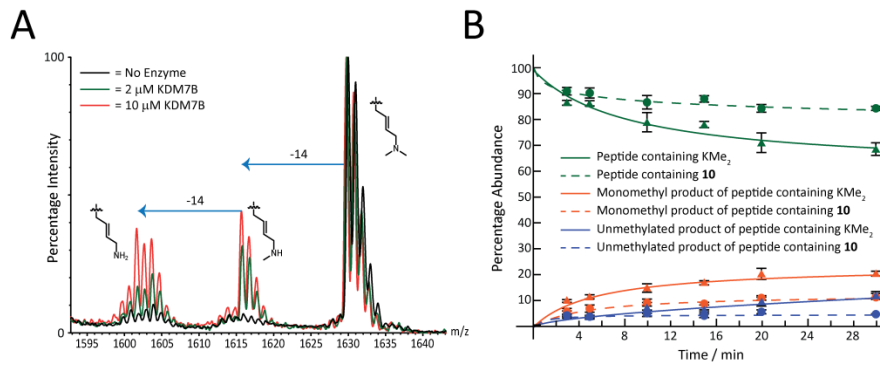 A
Percentage Intensity
100
0
= No Enzyme
= 2 µM KDM7B
= 10 µM KDM7B
-14
-14
N
NH
NH₂
1595 1600 1605 1610 1615 1620 1625 1630 1635 1640
m/z
B
Percentage Abundance
100
90
80
70
60
50
40
30
20
10
0
Peptide containing KMe₂
Peptide containing 10
Monomethyl product of peptide containing KMe₂
Monomethyl product of peptide containing 10
Unmethylated product of peptide containing KMe₂
Unmethylated product of peptide containing 10
4 8 12 16 20 24 28
Time / min